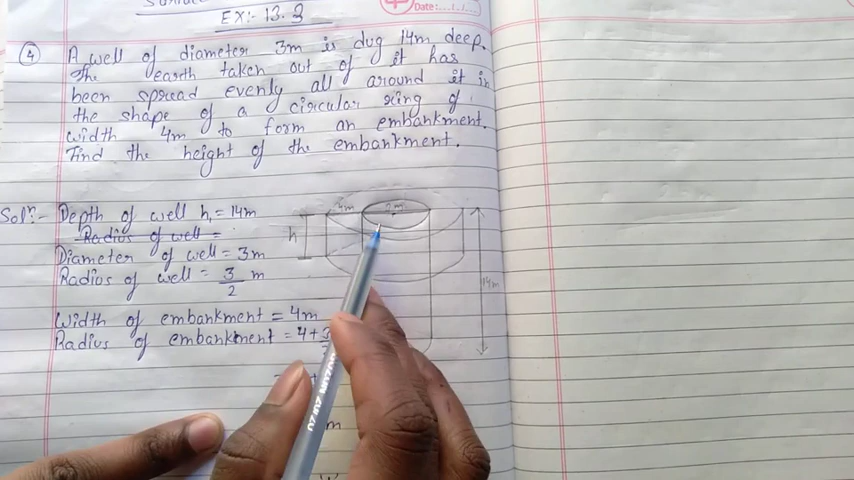 EX:- 13.3
Date:
4
A well of diameter 3m is dug 14m deep.
The earth taken out of it has
been spread evenly all around it in
the shape of a circular ring of
width 4m to form an embankment.
Find the height of the embankment.
Solⁿ:- Depth of well h₁ = 14m
Radius of well =
Diameter of well = 3m
Radius of well = 3/2 m
Width of embankment = 4m
Radius of embankment = 4+3
h
4m
14m
m